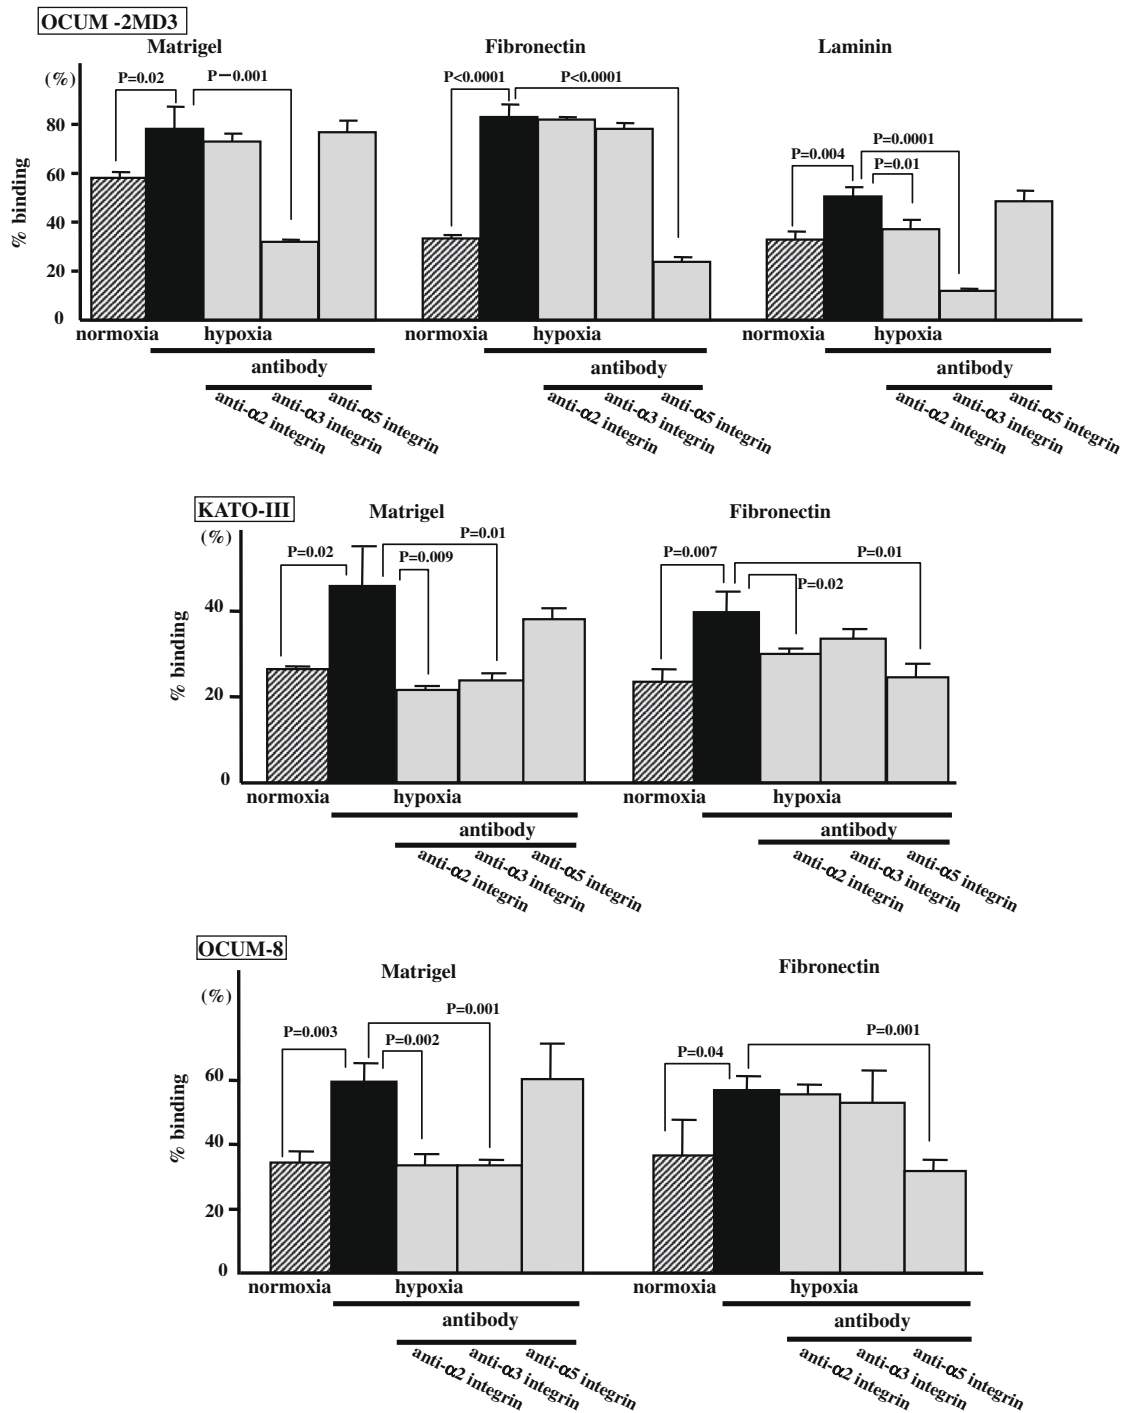 OCUM -2MD3
Matrigel Fibronectin Laminin
(%)
P=0.02 P=0.001 P<0.0001 P<0.0001
P=0.004 P=0.0001
P=0.01
% binding
80
60
40
20
0
normoxia hypoxia normoxia hypoxia normoxia hypoxia
antibody antibody antibody
anti-α2 integrin anti-α3 integrin anti-α5 integrin anti-α2 integrin anti-α3 integrin anti-α5 integrin anti-α2 integrin anti-α3 integrin anti-α5 integrin
KATO-III
Matrigel Fibronectin
(%)
P=0.02 P=0.009 P=0.01 P=0.007 P=0.02 P=0.01
% binding
40
20
0
normoxia hypoxia normoxia hypoxia
antibody antibody
anti-α2 integrin anti-α3 integrin anti-α5 integrin anti-α2 integrin anti-α3 integrin anti-α5 integrin
OCUM-8
Matrigel Fibronectin
(%)
P=0.003 P=0.002 P=0.001 P=0.04 P=0.001
% binding
60
40
20
0
normoxia hypoxia normoxia hypoxia
antibody antibody
anti-α2 integrin anti-α3 integrin anti-α5 integrin anti-α2 integrin anti-α3 integrin anti-α5 integrin